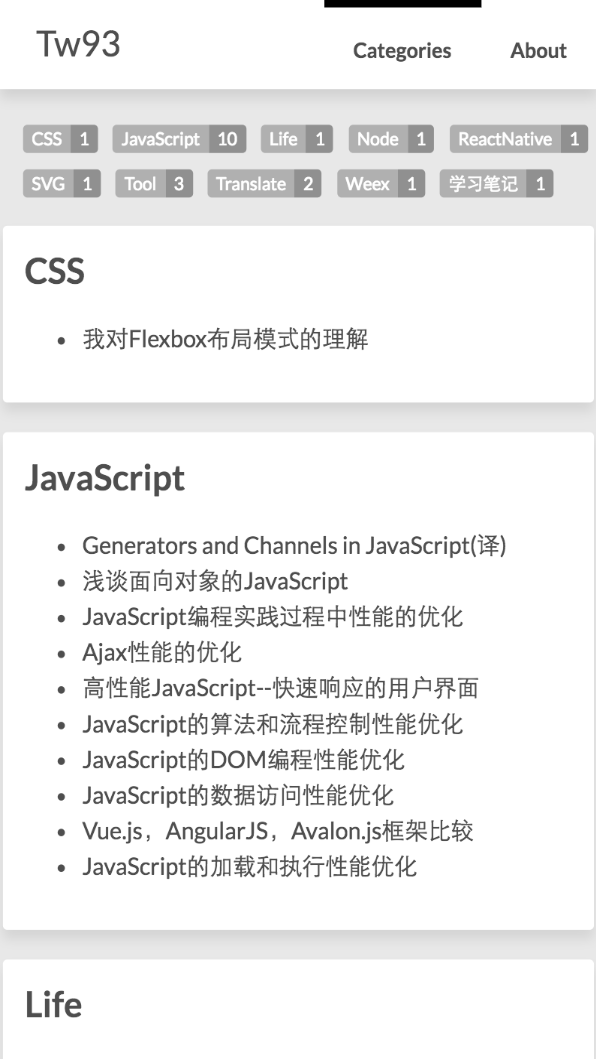 Tw93 Categories About
CSS 1 JavaScript 10 Life 1 Node 1 ReactNative 1
SVG 1 Tool 3 Translate 2 Weex 1 学习笔记 1
CSS
我对Flexbox布局模式的理解
JavaScript
Generators and Channels in JavaScript(译)
浅谈面向对象的JavaScript
JavaScript编程实践过程中性能的优化
Ajax性能的优化
高性能JavaScript--快速响应的用户界面
JavaScript的算法和流程控制性能优化
JavaScript的DOM编程性能优化
JavaScript的数据访问性能优化
Vue.js，AngularJS，Avalon.js框架比较
JavaScript的加载和执行性能优化
Life